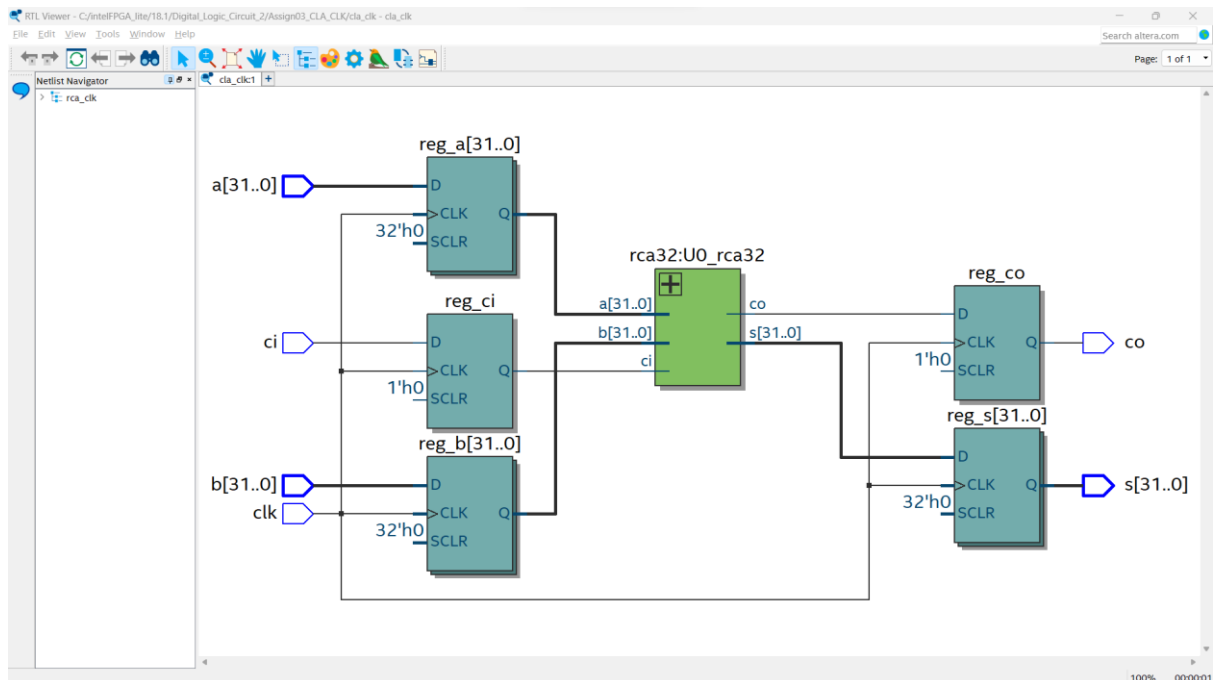 RTL Viewer - C:/intelFPGA_lite/18.1/Digital_Logic_Circuit_2/Assign03_CLA_CLK/cla_clk - cla_clk
File Edit View Tools Window Help
Search altera.com
Page: 1 of 1
Netlist Navigator
cla_clk:1
rca_clk
reg_a[31..0]
a[31..0]
D
CLK
Q
32'h0
SCLR
reg_ci
ci
D
CLK
Q
1'h0
SCLR
reg_b[31..0]
b[31..0]
D
clk
CLK
Q
32'h0
SCLR
rca32:U0_rca32
a[31..0]
co
b[31..0]
s[31..0]
ci
reg_co
D
CLK
Q
co
1'h0
SCLR
reg_s[31..0]
D
CLK
Q
s[31..0]
32'h0
SCLR
100% 00:00:01